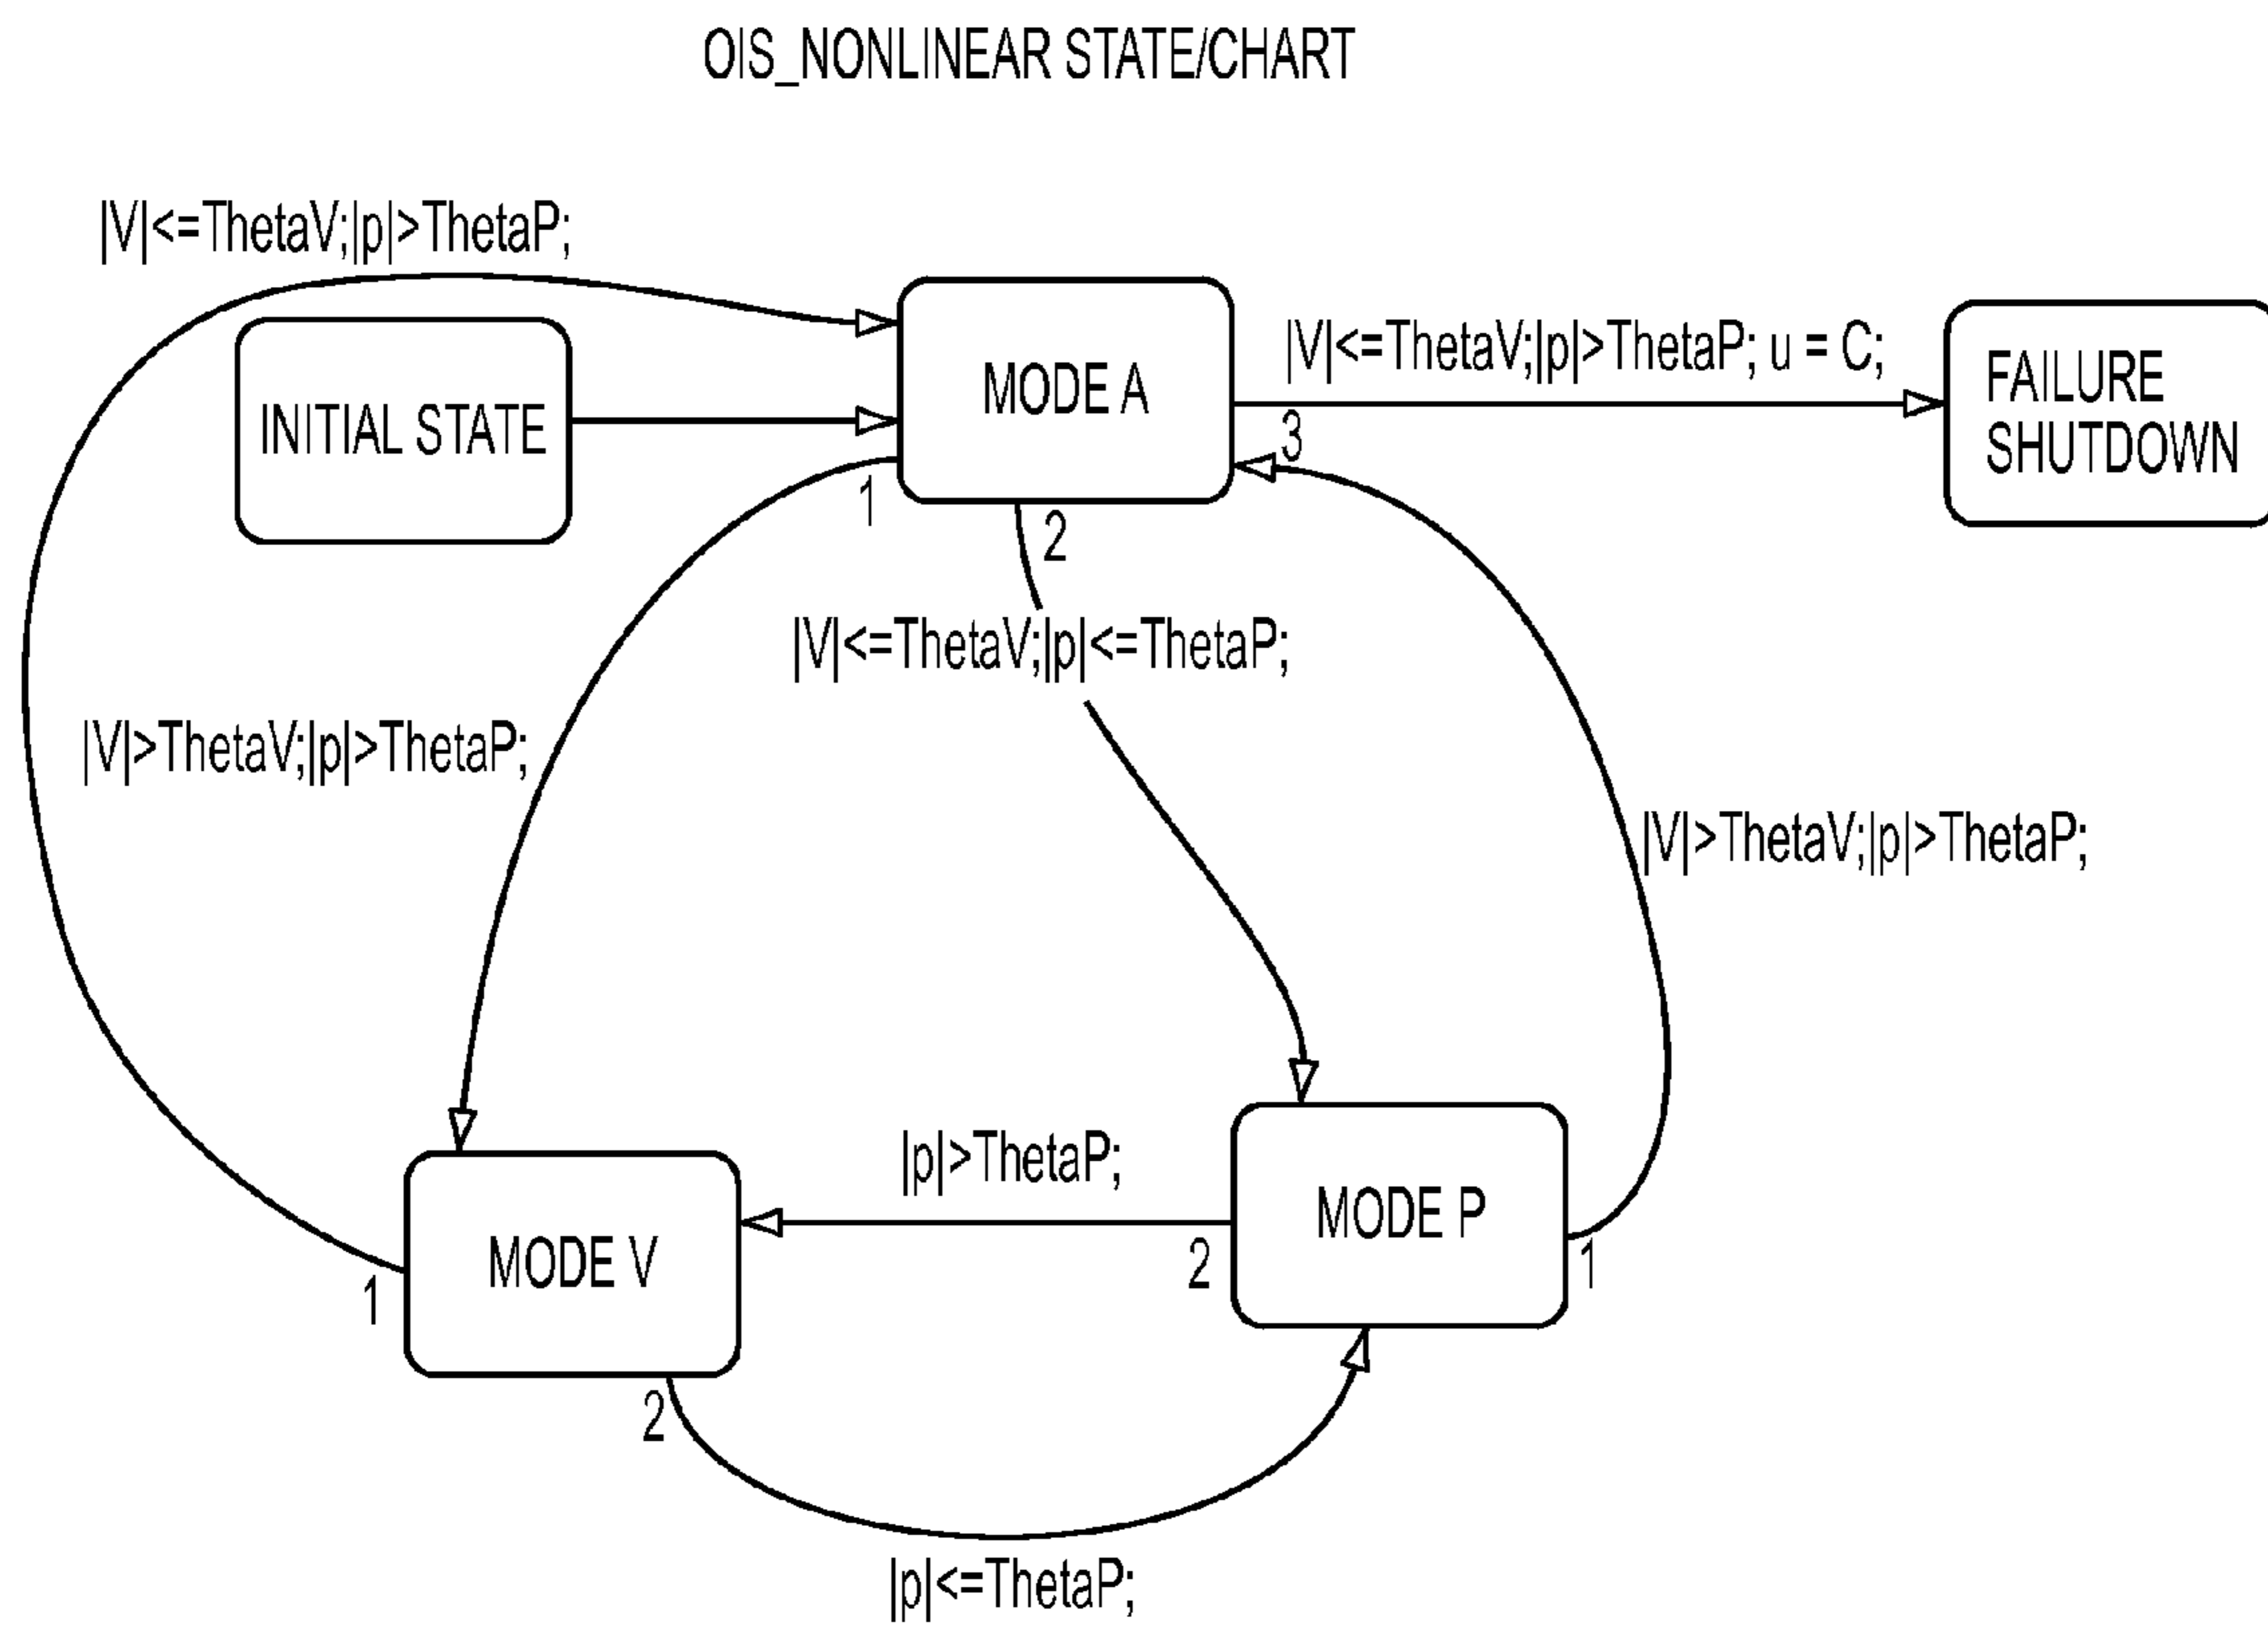 OIS_NONLINEAR STATE/CHART
|V|<=ThetaV;|p|>ThetaP;
INITIAL STATE
MODE A
|V|<=ThetaV;|p|>ThetaP; u = C;
FAILURE
SHUTDOWN
3
1
2
|V|<=ThetaV;|p|<=ThetaP;
|V|>ThetaV;|p|>ThetaP;
|V|>ThetaV;|p|>ThetaP;
|p|>ThetaP;
MODE P
MODE V
2
1
1
2
|p|<=ThetaP;